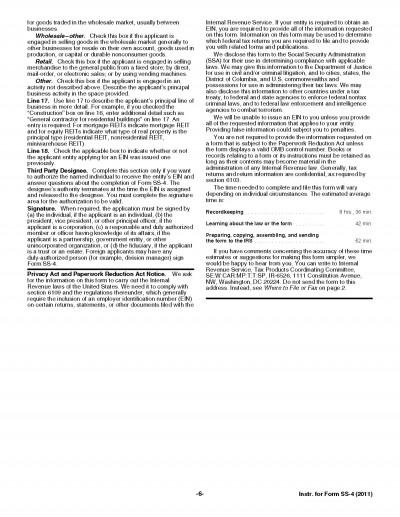 for goods traded in the wholesale market, usually between
businesses.
Wholesale—other. Check this box if the applicant is
engaged in selling goods in the wholesale market generally to
other businesses for resale on their own account, goods used in
production, or capital or durable nonconsumer goods.
Retail. Check this box if the applicant is engaged in selling
merchandise to the general public from a fixed store; by direct,
mail-order, or electronic sales; or by using vending machines.
Other. Check this box if the applicant is engaged in an
activity not described above. Describe the applicant's principal
business activity in the space provided.
Line 17. Use line 17 to describe the applicant's principal line of
business in more detail. For example, if you checked the
"Construction" box on line 16, enter additional detail such as
"General contractor for residential buildings" on line 17. An
entry is required. For mortgage REITs indicate mortgage REIT
and for equity REITs indicate what type of real property is the
principal type (residential REIT, nonresidential REIT,
miniwarehouse REIT).
Line 18. Check the applicable box to indicate whether or not
the applicant entity applying for an EIN was issued one
previously.
Third Party Designee. Complete this section only if you want
to authorize the named individual to receive the entity's EIN and
answer questions about the completion of Form SS-4. The
designee's authority terminates at the time the EIN is assigned
and released to the designee. You must complete the signature
area for the authorization to be valid.
Signature. When required, the application must be signed by
(a) the individual, if the applicant is an individual, (b) the
president, vice president, or other principal officer, if the
applicant is a corporation, (c) a responsible and duly authorized
member or officer having knowledge of its affairs, if the
applicant is a partnership, government entity, or other
unincorporated organization, or (d) the fiduciary, if the applicant
is a trust or an estate. Foreign applicants may have any
duly-authorized person (for example, division manager) sign
Form SS-4.
Privacy Act and Paperwork Reduction Act Notice. We ask
for the information on this form to carry out the Internal
Revenue laws of the United States. We need it to comply with
section 6109 and the regulations thereunder, which generally
require the inclusion of an employer identification number (EIN)
on certain returns, statements, or other documents filed with the
Internal Revenue Service. If your entity is required to obtain an
EIN, you are required to provide all of the information requested
on this form. Information on this form may be used to determine
which federal tax returns you are required to file and to provide
you with related forms and publications.
We disclose this form to the Social Security Administration
(SSA) for their use in determining compliance with applicable
laws. We may give this information to the Department of Justice
for use in civil and/or criminal litigation, and to cities, states, the
District of Columbia, and U.S. commonwealths and
possessions for use in administering their tax laws. We may
also disclose this information to other countries under a tax
treaty, to federal and state agencies to enforce federal nontax
criminal laws, and to federal law enforcement and intelligence
agencies to combat terrorism.
We will be unable to issue an EIN to you unless you provide
all of the requested information that applies to your entity.
Providing false information could subject you to penalties.
You are not required to provide the information requested on
a form that is subject to the Paperwork Reduction Act unless
the form displays a valid OMB control number. Books or
records relating to a form or its instructions must be retained as
long as their contents may become material in the
administration of any Internal Revenue law. Generally, tax
returns and return information are confidential, as required by
section 6103.
The time needed to complete and file this form will vary
depending on individual circumstances. The estimated average
time is:
Recordkeeping 8 hrs., 36 min.
Learning about the law or the form 42 min.
Preparing, copying, assembling, and sending
the form to the IRS 52 min.
If you have comments concerning the accuracy of these time
estimates or suggestions for making this form simpler, we
would be happy to hear from you. You can write to Internal
Revenue Service, Tax Products Coordinating Committee,
SE:W:CAR:MP:T:T:SP, IR-6526, 1111 Constitution Avenue,
NW, Washington, DC 20224. Do not send the form to this
address. Instead, see Where to File or Fax on page 2.
-6-
Instr. for Form SS-4 (2011)